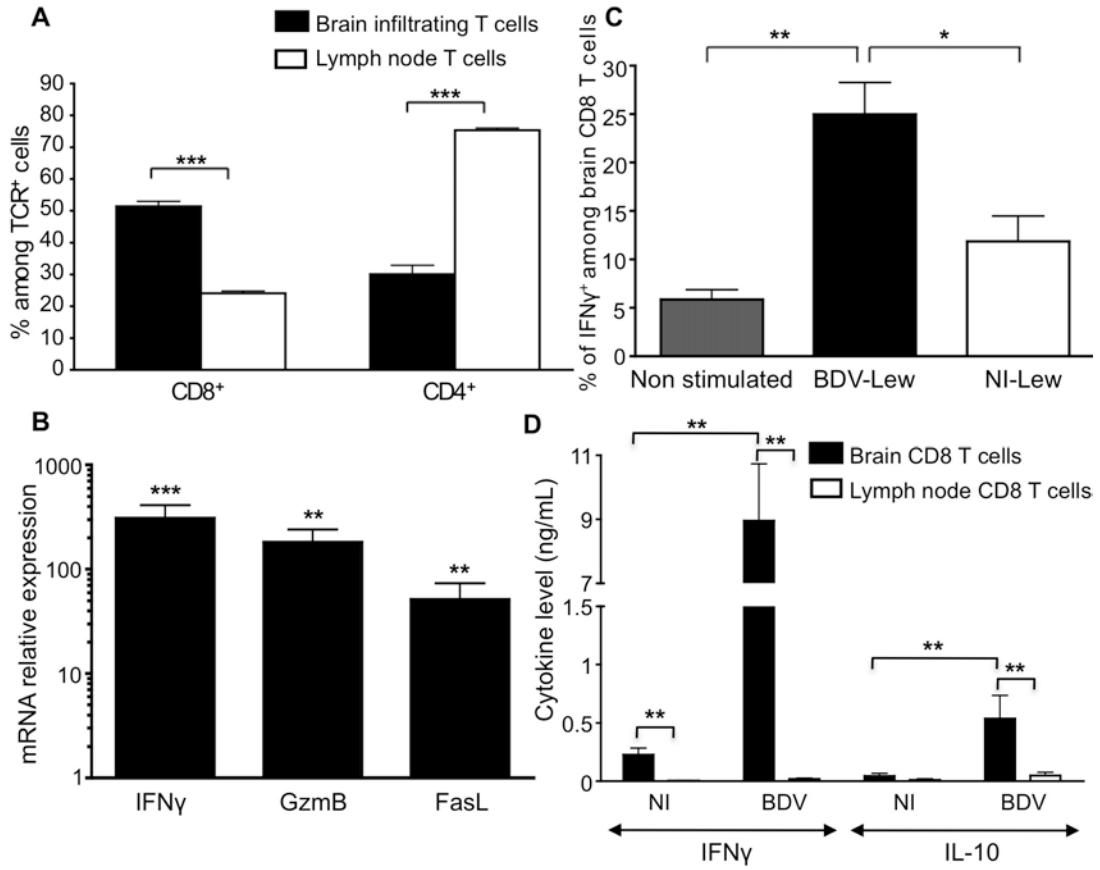 A
Brain infiltrating T cells
Lymph node T cells
% among TCR⁺ cells
90
80
70
60
50
40
30
20
10
0
***
***
CD8⁺
CD4⁺
B
mRNA relative expression
1000
100
10
1
***
**
**
IFNγ
GzmB
FasL
C
% of IFNγ⁺ among brain CD8 T cells
30
25
20
15
10
5
0
**
*
Non stimulated
BDV-Lew
NI-Lew
D
Brain CD8 T cells
Lymph node CD8 T cells
Cytokine level (ng/mL)
11
9
7
1.5
1
0.5
0
**
**
**
**
**
NI
BDV
NI
BDV
IFNγ
IL-10